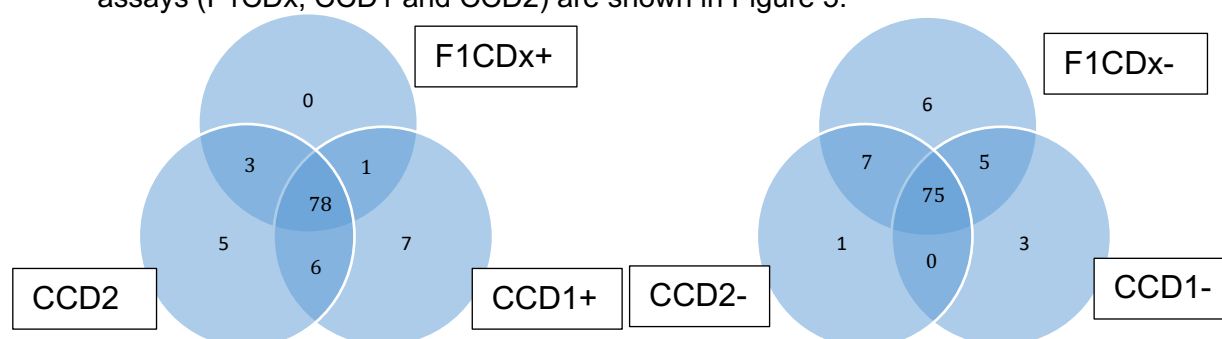 assays (F1CDx, CCD1 and CCD2) are shown in Figure 3.
F1CDx+
0
3
1
78
5
7
6
CCD2
CCD1+
F1CDx-
6
7
5
75
1
3
0
CCD2-
CCD1-